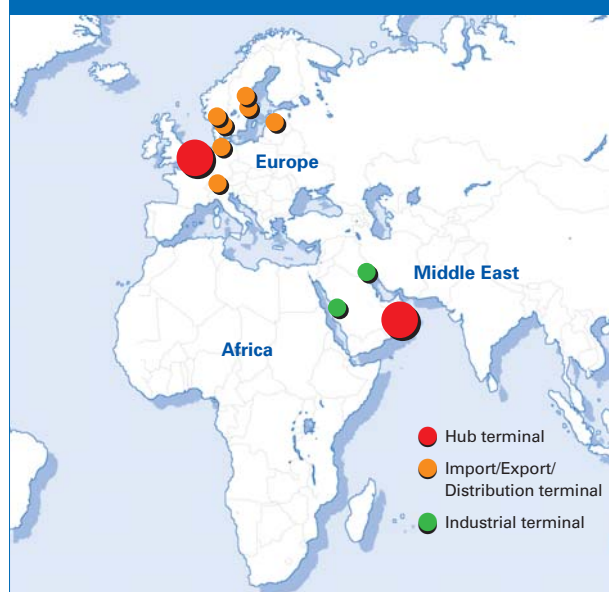 Europe
Middle East
Africa
Hub terminal
Import/Export/
Distribution terminal
Industrial terminal